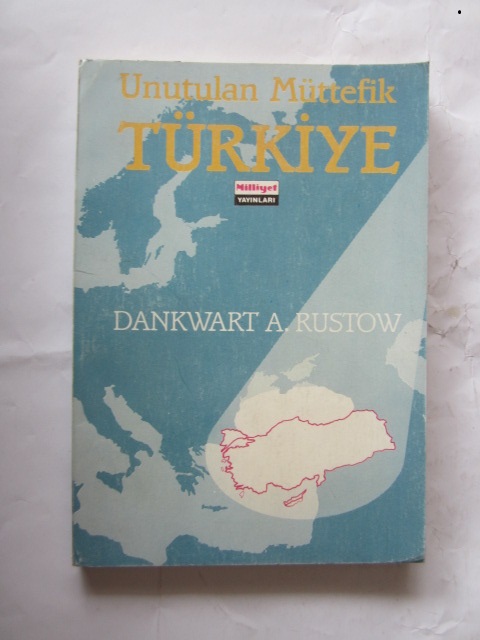 Unutulan Müttefik
TÜRKİYE
Milliyet
YAYINLARI
DANKWART A. RUSTOW